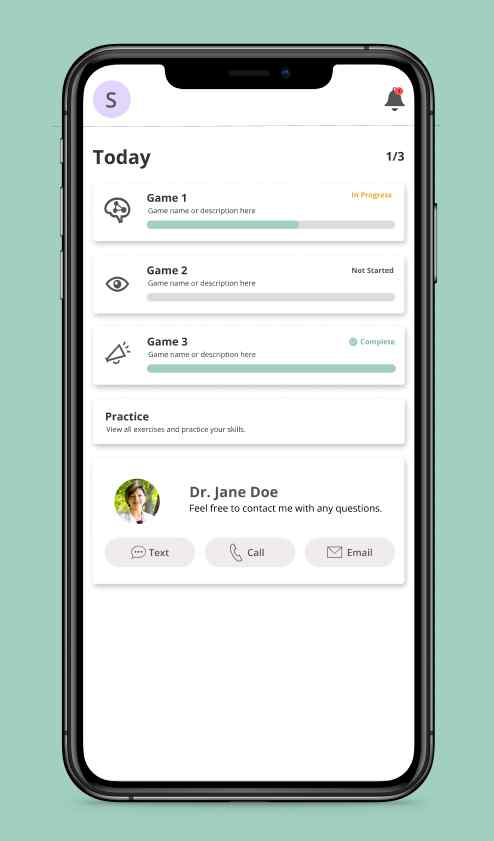 S
Today
1/3
Game 1
In Progress
Game name or description here
Game 2
Not Started
Game name or description here
Game 3
Complete
Game name or description here
Practice
View all exercises and practice your skills.
Dr. Jane Doe
Feel free to contact me with any questions.
Text
Call
Email